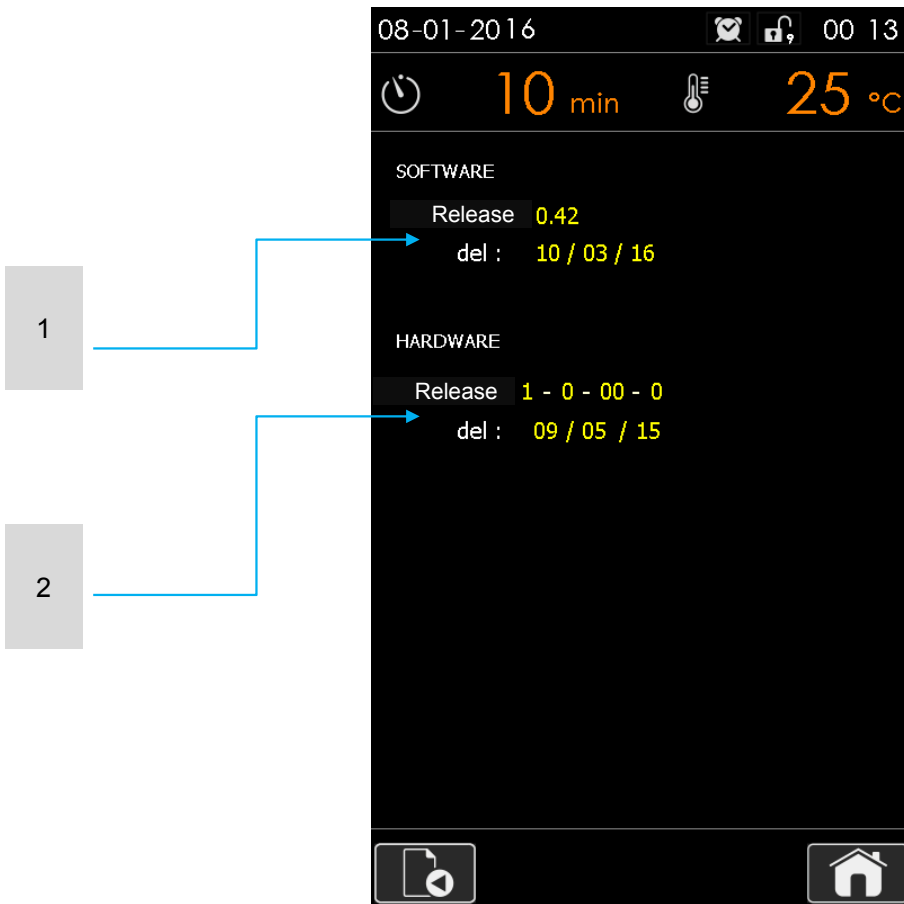 08-01-2016 00 13
10 min 25 °C
SOFTWARE
Release 0.42
del : 10 / 03 / 16
1
HARDWARE
Release 1 - 0 - 00 - 0
del : 09 / 05 / 15
2